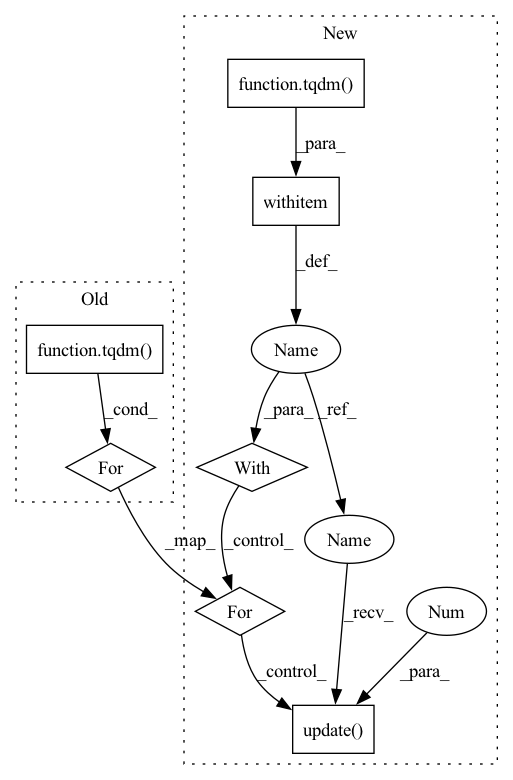 New
function.tqdm()
_para_
withitem
_def_
Old
function.tqdm()
Name
_cond_
_para_
_ref_
For
With
Name
_map_
_control_
For
Num
_recv_
_control_
_para_
update()